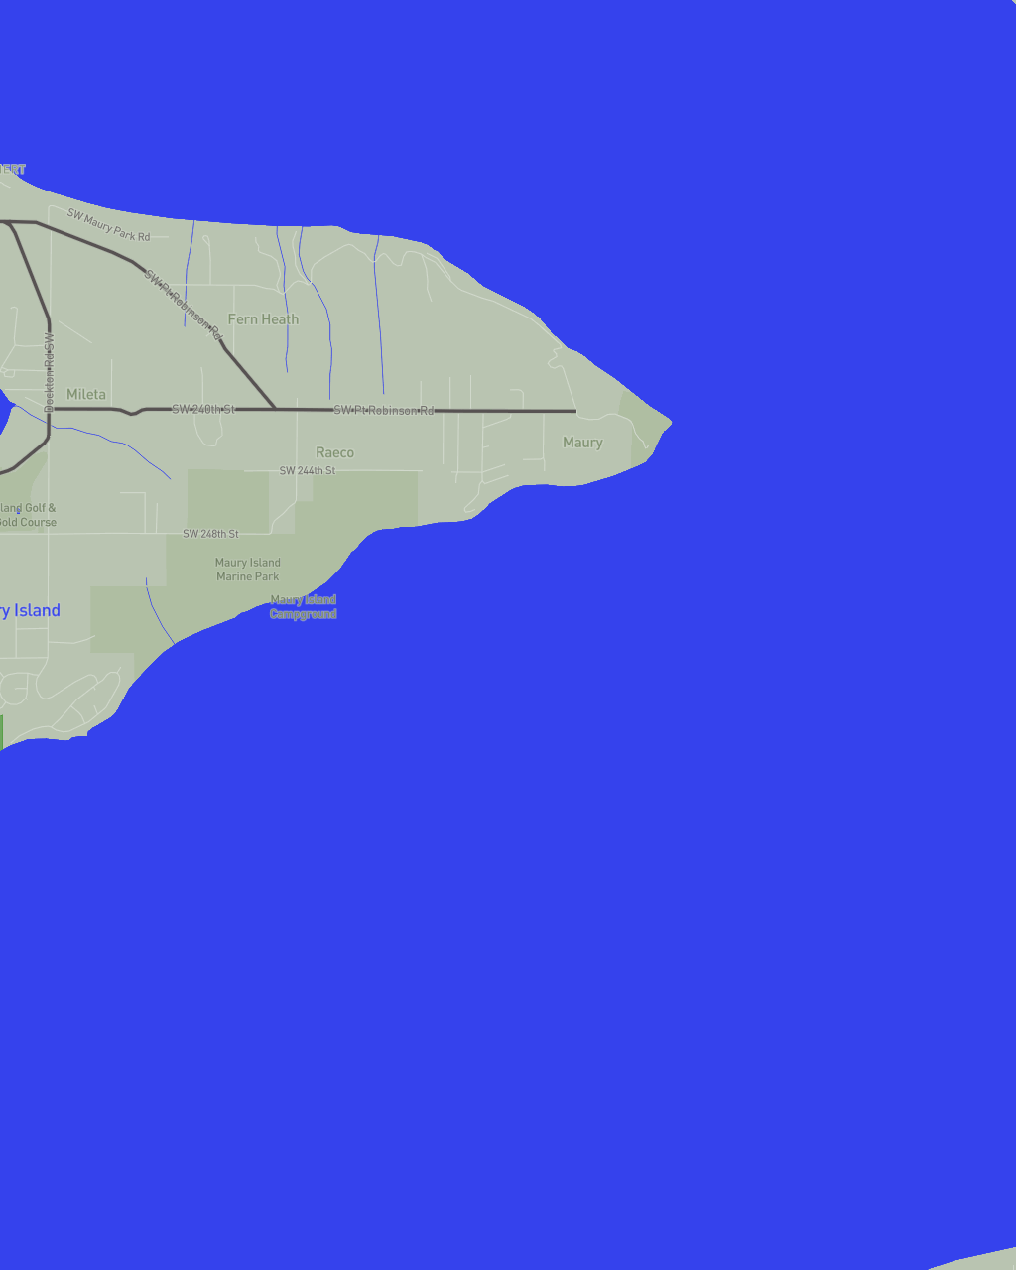 SW Maury Park Rd
SW Pt Robinson Rd
Fern Heath
Dockton Rd SW
Mileta
SW 240th St
SW Pt Robinson Rd
Maury
Raeco
SW 244th St
land Golf &
Gold Course
SW 248th St
Maury Island
Marine Park
Maury Island
Campground
ry Island